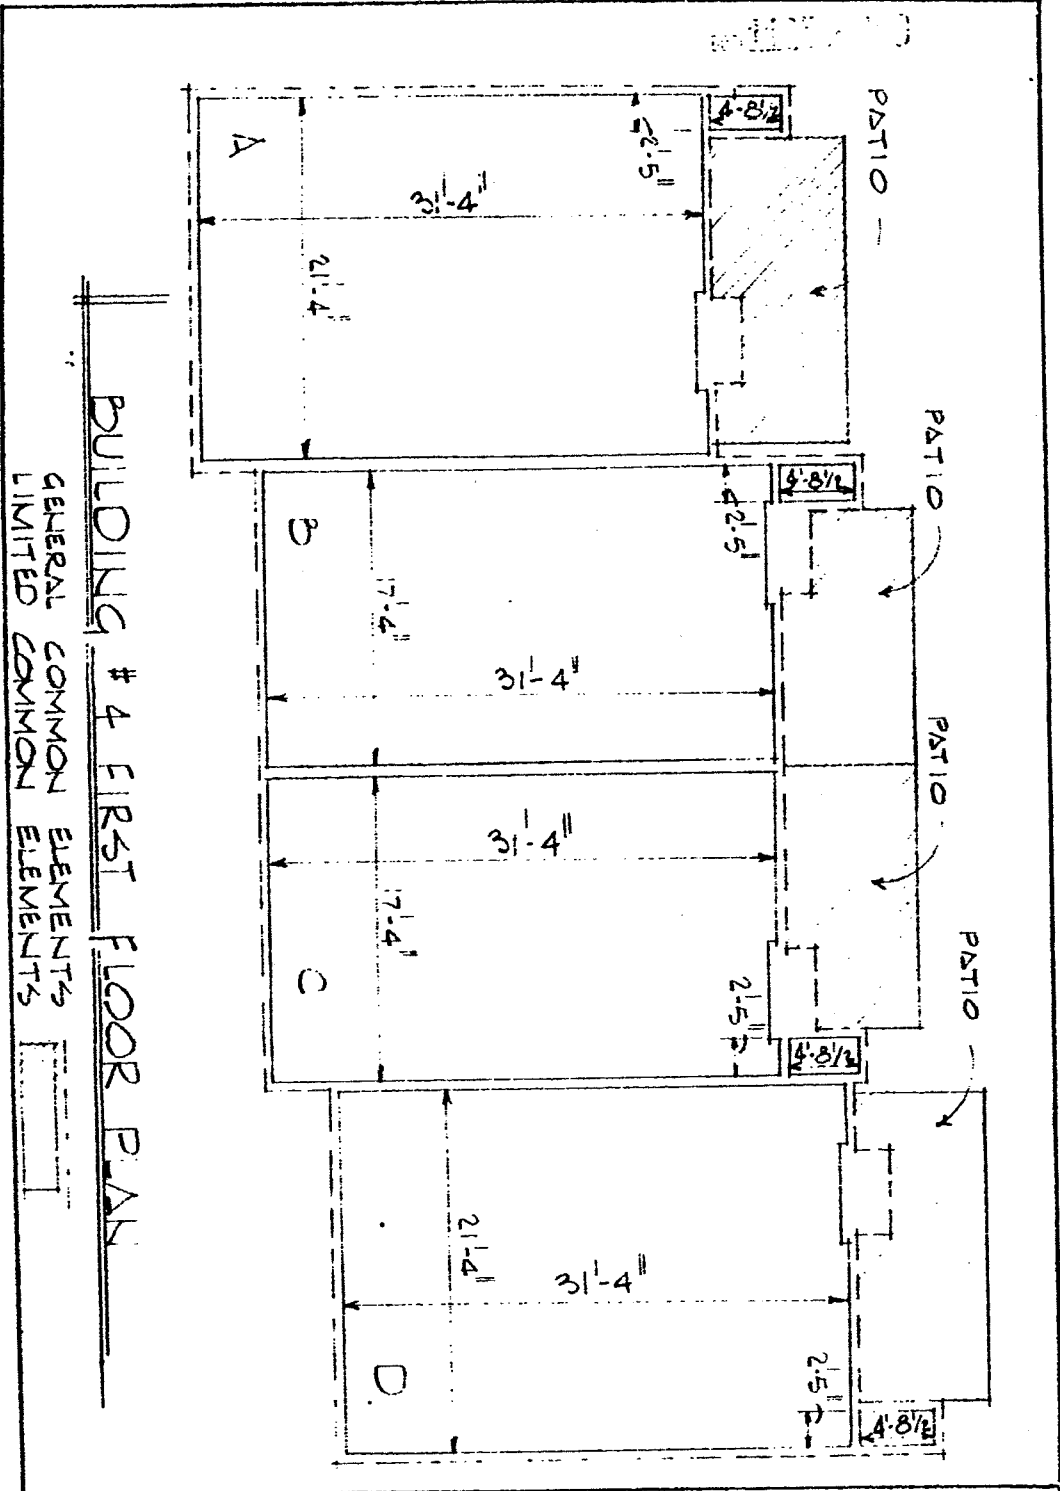 PATIO
PATIO
PATIO
PATIO
4'-8½
4'-8½
4'-8½
4'-8½
2'-5"
2'-5"
2'-5"
2'-5"
A
31'-4"
21'-4"
B
31'-4"
17'-4"
C
31'-4"
17'-4"
D
31'-4"
21'-4"
BUILDING #4 FIRST FLOOR PLAN
GENERAL COMMON ELEMENTS
LIMITED COMMON ELEMENTS